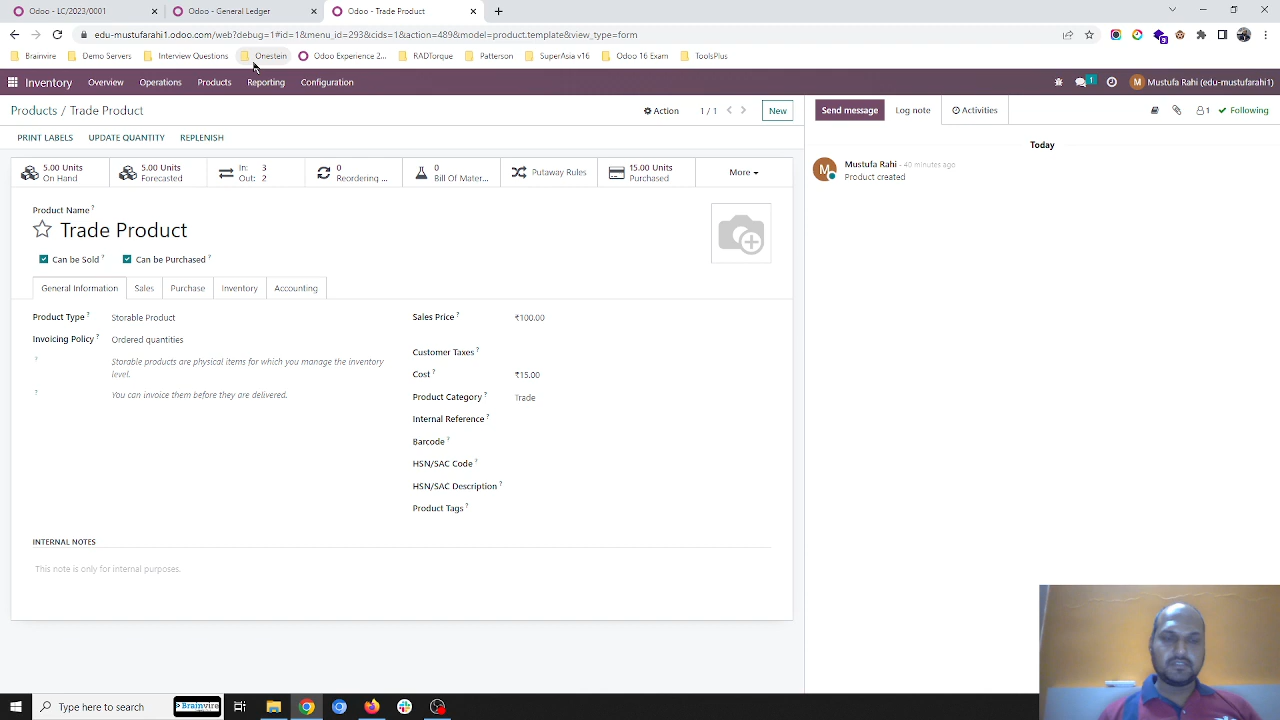 Odoo - LC/2023/0001
Odoo - General Ledger
Odoo - Trade Product
edu-mustufarahi1.odoo.com/web?debug=1#id=1&menu_id=293&cids=1&action=489&model=product.template&view_type=form
Brainvire
Demo Servers
Interview Questions
Onestein
Odoo Experience 2...
RADTorque
Patterson
SuperAsia v16
Odoo 16 Exam
ToolsPlus
Inventory
Overview
Operations
Products
Reporting
Configuration
1
Mustufa Rahi (edu-mustufarahi1)
Products / Trade Product
Action
1 / 1
New
PRINT LABELS
UPDATE QUANTITY
REPLENISH
5.00 Units
On Hand
5.00 Units
Forecasted
In: 3
Out: 2
0
Reordering ...
0
Bill Of Mater...
Putaway Rules
15.00 Units
Purchased
More
Product Name ?
Trade Product
Can be Sold ?
Can be Purchased ?
General Information
Sales
Purchase
Inventory
Accounting
Product Type ?
Storable Product
Invoicing Policy ?
Ordered quantities
?
Storable products are physical items for which you manage the inventory
level.
?
You can invoice them before they are delivered.
Sales Price ?
₹100.00
Customer Taxes ?
Cost ?
₹15.00
Product Category ?
Trade
Internal Reference ?
Barcode ?
HSN/SAC Code ?
HSN/SAC Description ?
Product Tags ?
INTERNAL NOTES
This note is only for internal purposes.
Send message
Log note
Activities
1
Following
Today
M
Mustufa Rahi - 40 minutes ago
Product created
Type here to search
Brainvire